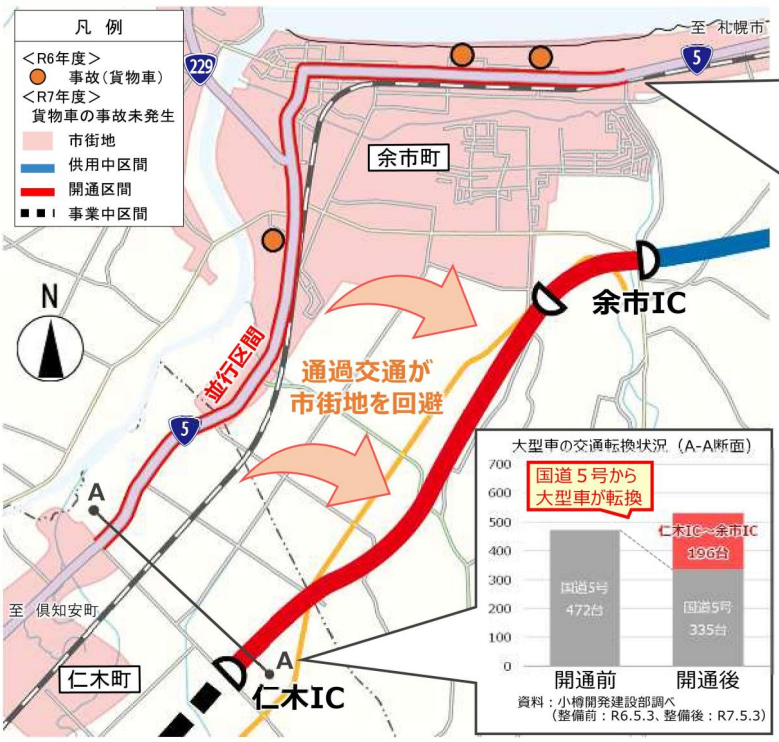 凡 例
＜R6年度＞
事故（貨物車）
＜R7年度＞
貨物車の事故未発生
市街地
供用中区間
開通区間
事業中区間
229
至 札幌市
5
余市町
N
余市IC
並行区間
通過交通が
市街地を回避
5
A
至 倶知安町
仁木町
A
仁木IC
大型車の交通転換状況（A-A断面）
国道５号から
大型車が転換
700
600
500
400
300
200
100
0
国道5号
472台
仁木IC～余市IC
196台
国道5号
335台
開通前
開通後
資料：小樽開発建設部調べ
（整備前：R6.5.3、整備後：R7.5.3）